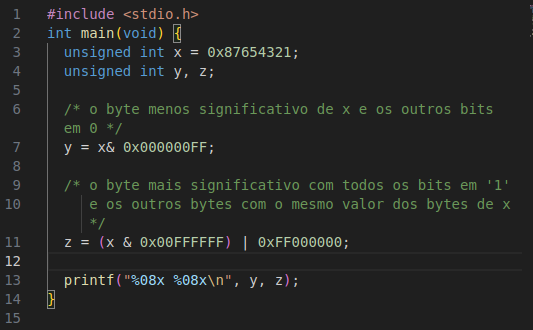 1 #include <stdio.h>
2 int main(void) {
3 unsigned int x = 0x87654321;
4 unsigned int y, z;
5
6 /* o byte menos significativo de x e os outros bits
em 0 */
7 y = x& 0x000000FF;
8
9 /* o byte mais significativo com todos os bits em '1'
10 e os outros bytes com o mesmo valor dos bytes de x
*/
11 z = (x & 0x00FFFFFF) | 0xFF000000;
12
13 printf("%08x %08x\n", y, z);
14 }
15